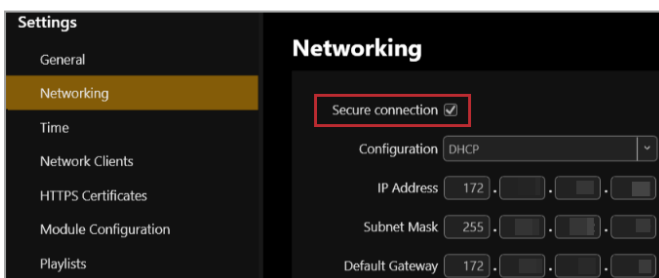 Settings
General
Networking
Time
Network Clients
HTTPS Certificates
Module Configuration
Playlists
Networking
Secure connection
Configuration DHCP
IP Address 172 . . .
Subnet Mask 255 . . .
Default Gateway 172 . . .